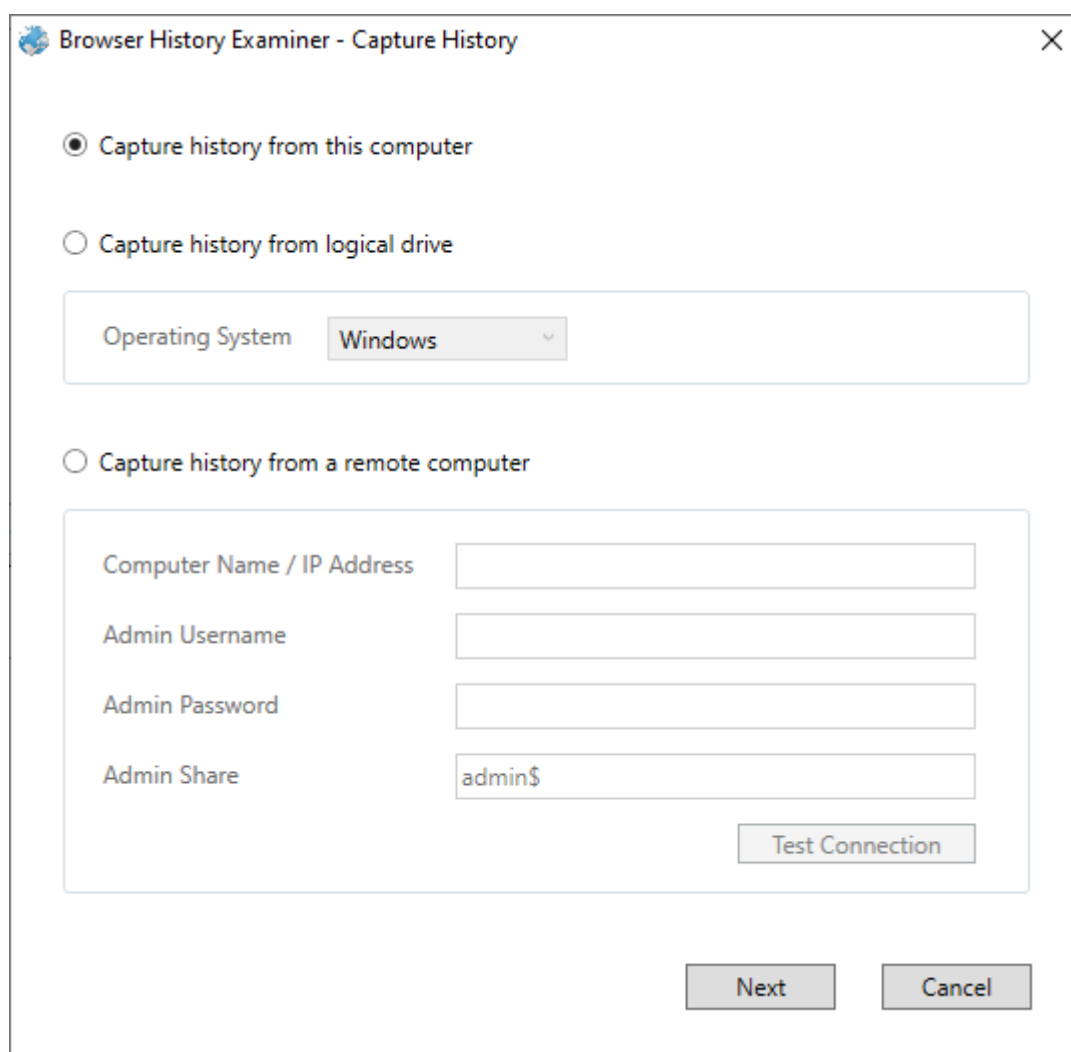 Browser History Examiner - Capture History
Capture history from this computer
Capture history from logical drive
Operating System Windows
Capture history from a remote computer
Computer Name / IP Address
Admin Username
Admin Password
Admin Share admin$
Test Connection
Next Cancel